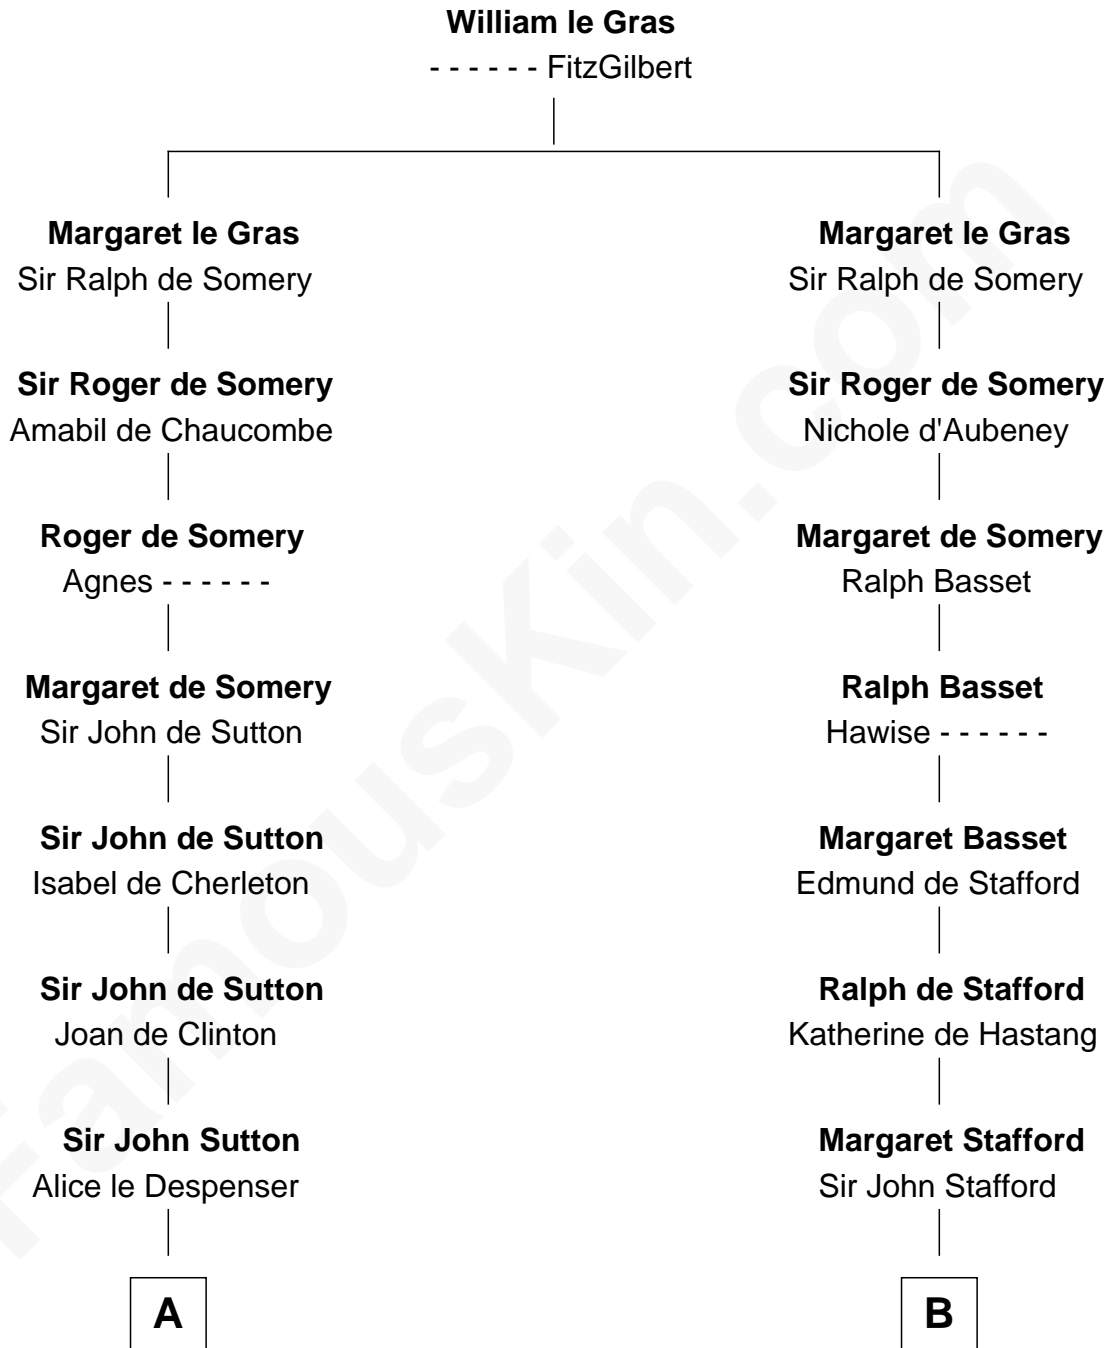 William le Gras
- - - - - - FitzGilbert
Margaret le Gras
Sir Ralph de Somery
Sir Roger de Somery
Amabil de Chaucombe
Roger de Somery
Agnes - - - - - -
Margaret de Somery
Sir John de Sutton
Sir John de Sutton
Isabel de Cherleton
Sir John de Sutton
Joan de Clinton
Sir John Sutton
Alice le Despenser
A
Margaret le Gras
Sir Ralph de Somery
Sir Roger de Somery
Nichole d'Aubeney
Margaret de Somery
Ralph Basset
Ralph Basset
Hawise - - - - - -
Margaret Basset
Edmund de Stafford
Ralph de Stafford
Katherine de Hastang
Margaret Stafford
Sir John Stafford
B
FamousKin.com